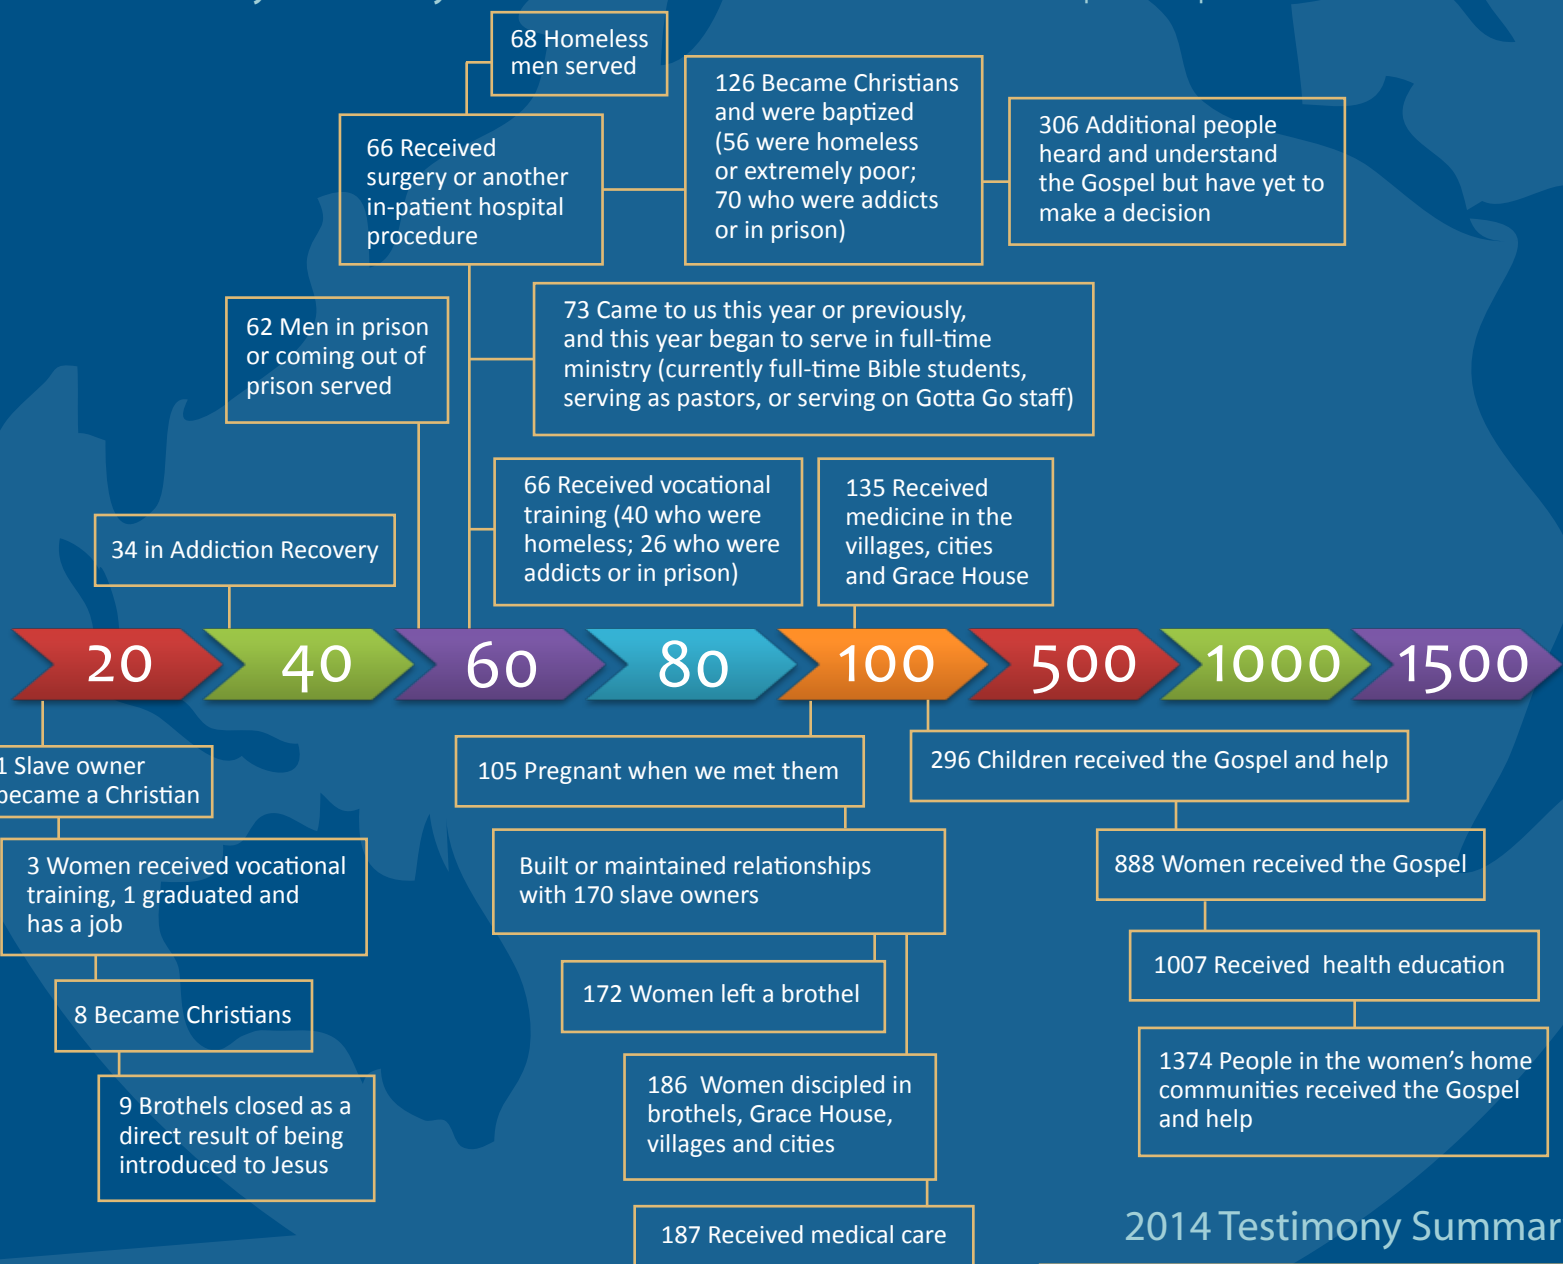 68 Homeless
men served
66 Received
surgery or another
in-patient hospital
procedure
126 Became Christians
and were baptized
(56 were homeless
or extremely poor;
70 who were addicts
or in prison)
306 Additional people
heard and understand
the Gospel but have yet to
make a decision
62 Men in prison
or coming out of
prison served
73 Came to us this year or previously,
and this year began to serve in full-time
ministry (currently full-time Bible students,
serving as pastors, or serving on Gotta Go staff)
34 in Addiction Recovery
66 Received vocational
training (40 who were
homeless; 26 who were
addicts or in prison)
135 Received
medicine in the
villages, cities
and Grace House
20 40 60 80 100 500 1000 1500
1 Slave owner
became a Christian
3 Women received vocational
training, 1 graduated and
has a job
8 Became Christians
9 Brothels closed as a
direct result of being
introduced to Jesus
105 Pregnant when we met them
Built or maintained relationships
with 170 slave owners
172 Women left a brothel
186 Women discipled in
brothels, Grace House,
villages and cities
187 Received medical care
296 Children received the Gospel and help
888 Women received the Gospel
1007 Received health education
1374 People in the women's home
communities received the Gospel
and help
2014 Testimony Summar